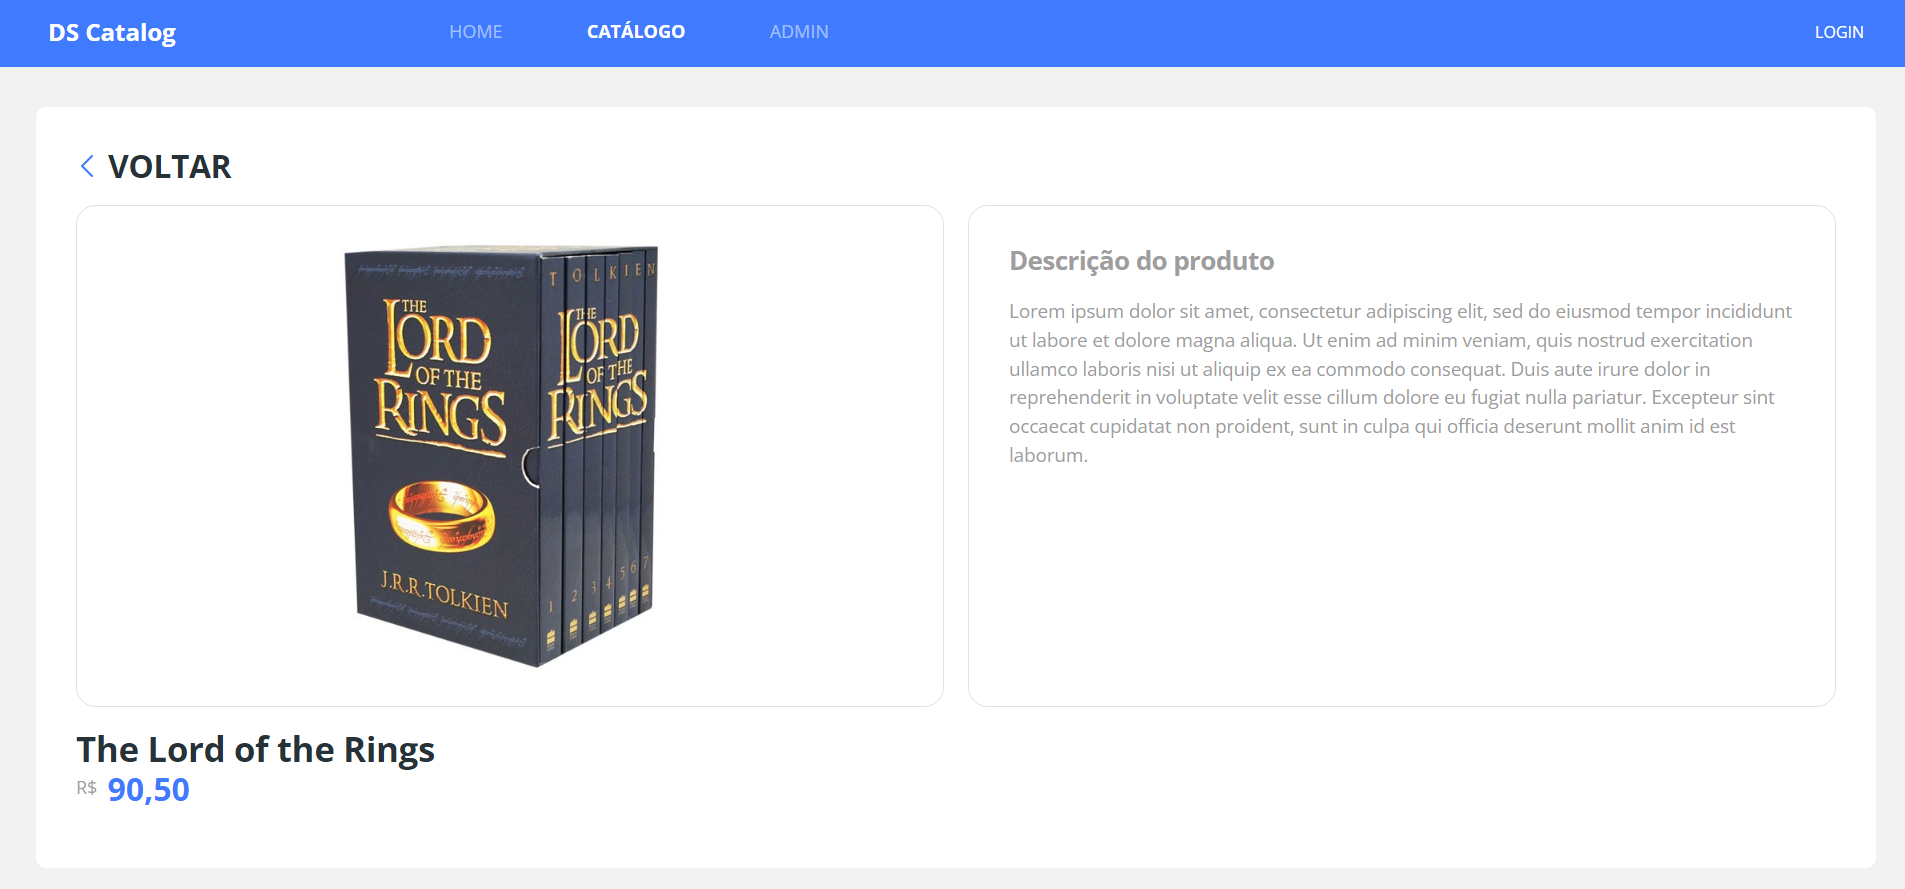 DS Catalog
HOME
CATÁLOGO
ADMIN
LOGIN
VOLTAR
THE
LORD
OF THE
RINGS
J.R.R.TOLKIEN
TOLKIEN
THE
LORD
OF THE
RINGS
1 2 3 4 5 6 7
Descrição do produto
Lorem ipsum dolor sit amet, consectetur adipiscing elit, sed do eiusmod tempor incididunt
ut labore et dolore magna aliqua. Ut enim ad minim veniam, quis nostrud exercitation
ullamco laboris nisi ut aliquip ex ea commodo consequat. Duis aute irure dolor in
reprehenderit in voluptate velit esse cillum dolore eu fugiat nulla pariatur. Excepteur sint
occaecat cupidatat non proident, sunt in culpa qui officia deserunt mollit anim id est
laborum.
The Lord of the Rings
R$ 90,50